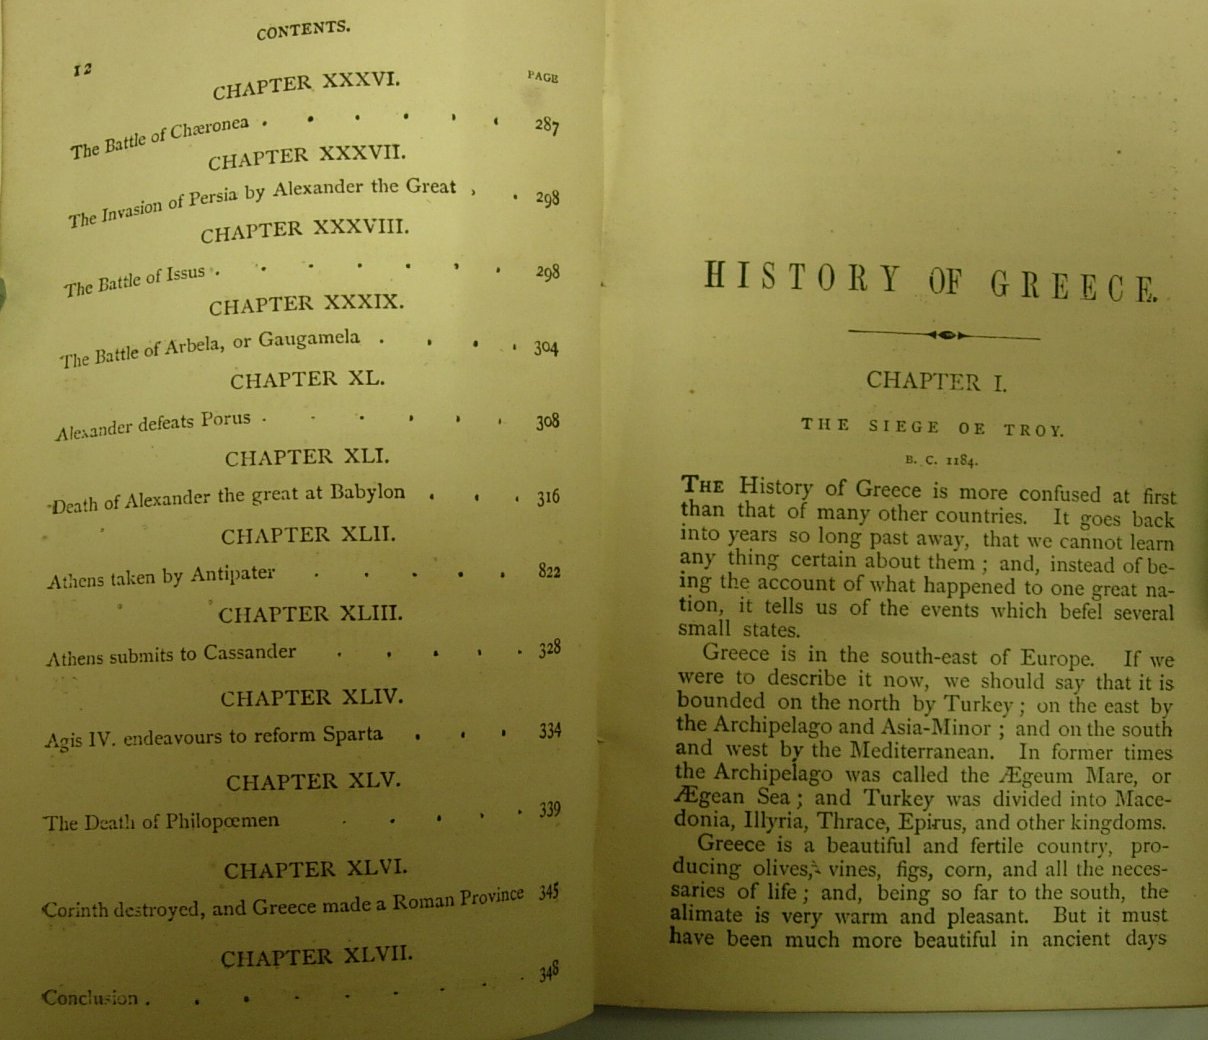 CONTENTS.
12
CHAPTER XXXVI. PAGE
The Battle of Chæronea . . . . . . 287
CHAPTER XXXVII.
The Invasion of Persia by Alexander the Great , . 298
CHAPTER XXXVIII.
The Battle of Issus . . . . . . . 298
CHAPTER XXXIX.
The Battle of Arbela, or Gaugamela . . . . 304
CHAPTER XL.
Alexander defeats Porus . . . . . . 308
CHAPTER XLI.
Death of Alexander the great at Babylon . . . 316
CHAPTER XLII.
Athens taken by Antipater . . . . . 822
CHAPTER XLIII.
Athens submits to Cassander . . . . . 328
CHAPTER XLIV.
Agis IV. endeavours to reform Sparta . . . 334
CHAPTER XLV.
The Death of Philopœmen . . . . . 339
CHAPTER XLVI.
Corinth destroyed, and Greece made a Roman Province 345
CHAPTER XLVII.
Conclusion . . . . . . . . . 348
HISTORY OF GREECE.
CHAPTER I.
THE SIEGE OE TROY.
B. C. 1184.
THE History of Greece is more confused at first
than that of many other countries. It goes back
into years so long past away, that we cannot learn
any thing certain about them ; and, instead of be-
ing the account of what happened to one great na-
tion, it tells us of the events which befel several
small states.
Greece is in the south-east of Europe. If we
were to describe it now, we should say that it is
bounded on the north by Turkey ; on the east by
the Archipelago and Asia-Minor ; and on the south
and west by the Mediterranean. In former times
the Archipelago was called the Ægeum Mare, or
Ægean Sea ; and Turkey was divided into Mace-
donia, Illyria, Thrace, Epirus, and other kingdoms.
Greece is a beautiful and fertile country, pro-
ducing olives, vines, figs, corn, and all the neces-
saries of life ; and, being so far to the south, the
alimate is very warm and pleasant. But it must
have been much more beautiful in ancient days